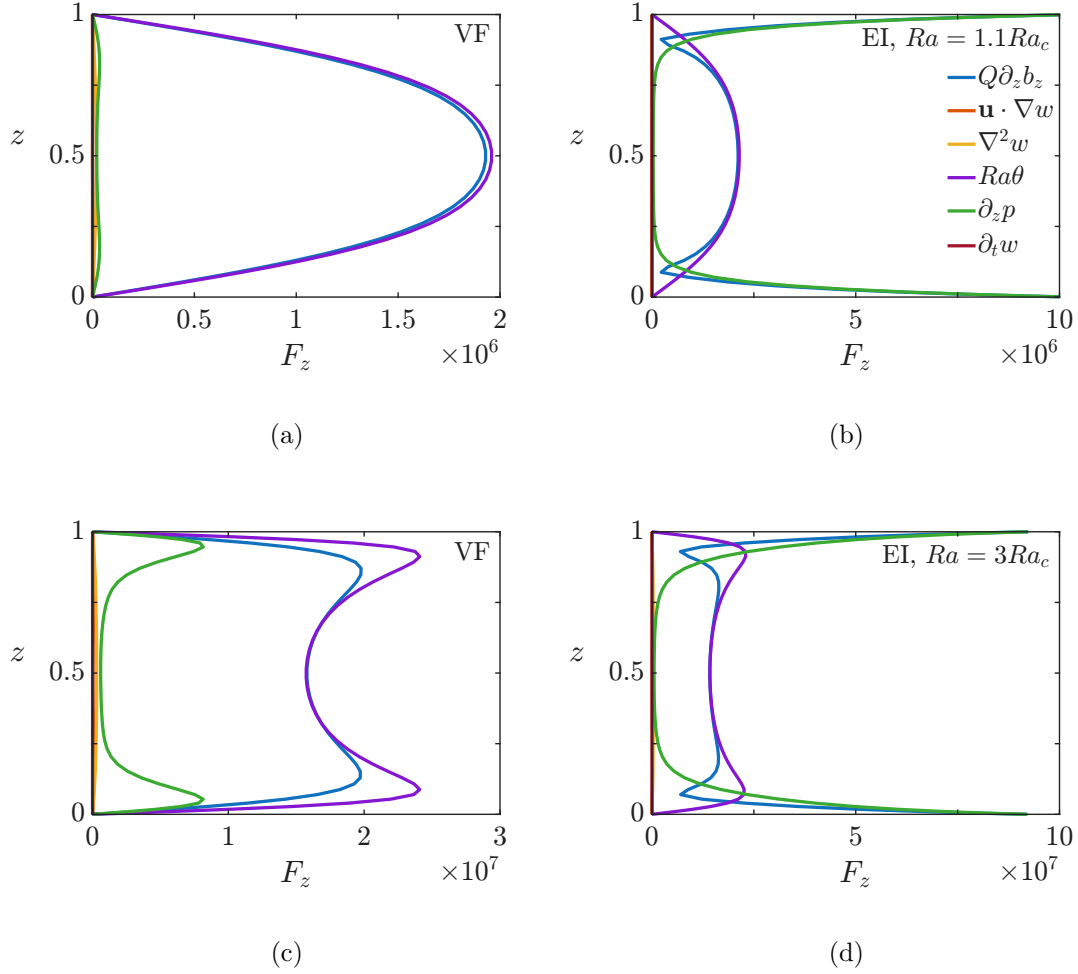 1
VF
z
0.5
0
0
0.5
1
1.5
2
F_z
×10^6
(a)
1
EI, Ra = 1.1Ra_c
Q∂_z b_z
u · ∇w
∇^2 w
Raθ
∂_z p
∂_t w
z
0.5
0
0
5
10
F_z
×10^6
(b)
1
VF
z
0.5
0
0
1
2
3
F_z
×10^7
(c)
1
EI, Ra = 3Ra_c
z
0.5
0
0
5
10
F_z
×10^7
(d)